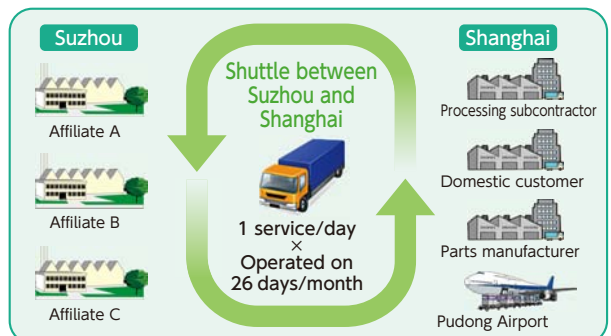 Suzhou
Affiliate A
Affiliate B
Affiliate C
Shuttle between
Suzhou and
Shanghai
1 service/day
×
Operated on
26 days/month
Shanghai
Processing subcontractor
Domestic customer
Parts manufacturer
Pudong Airport